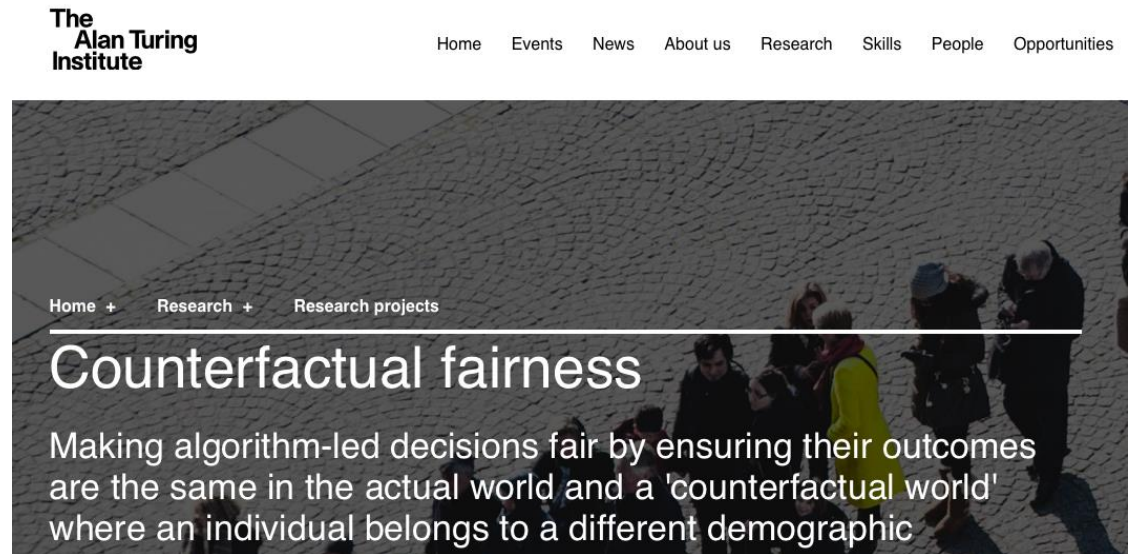 The
Alan Turing
Institute
Home Events News About us Research Skills People Opportunities
Home + Research + Research projects
Counterfactual fairness
Making algorithm-led decisions fair by ensuring their outcomes
are the same in the actual world and a 'counterfactual world'
where an individual belongs to a different demographic